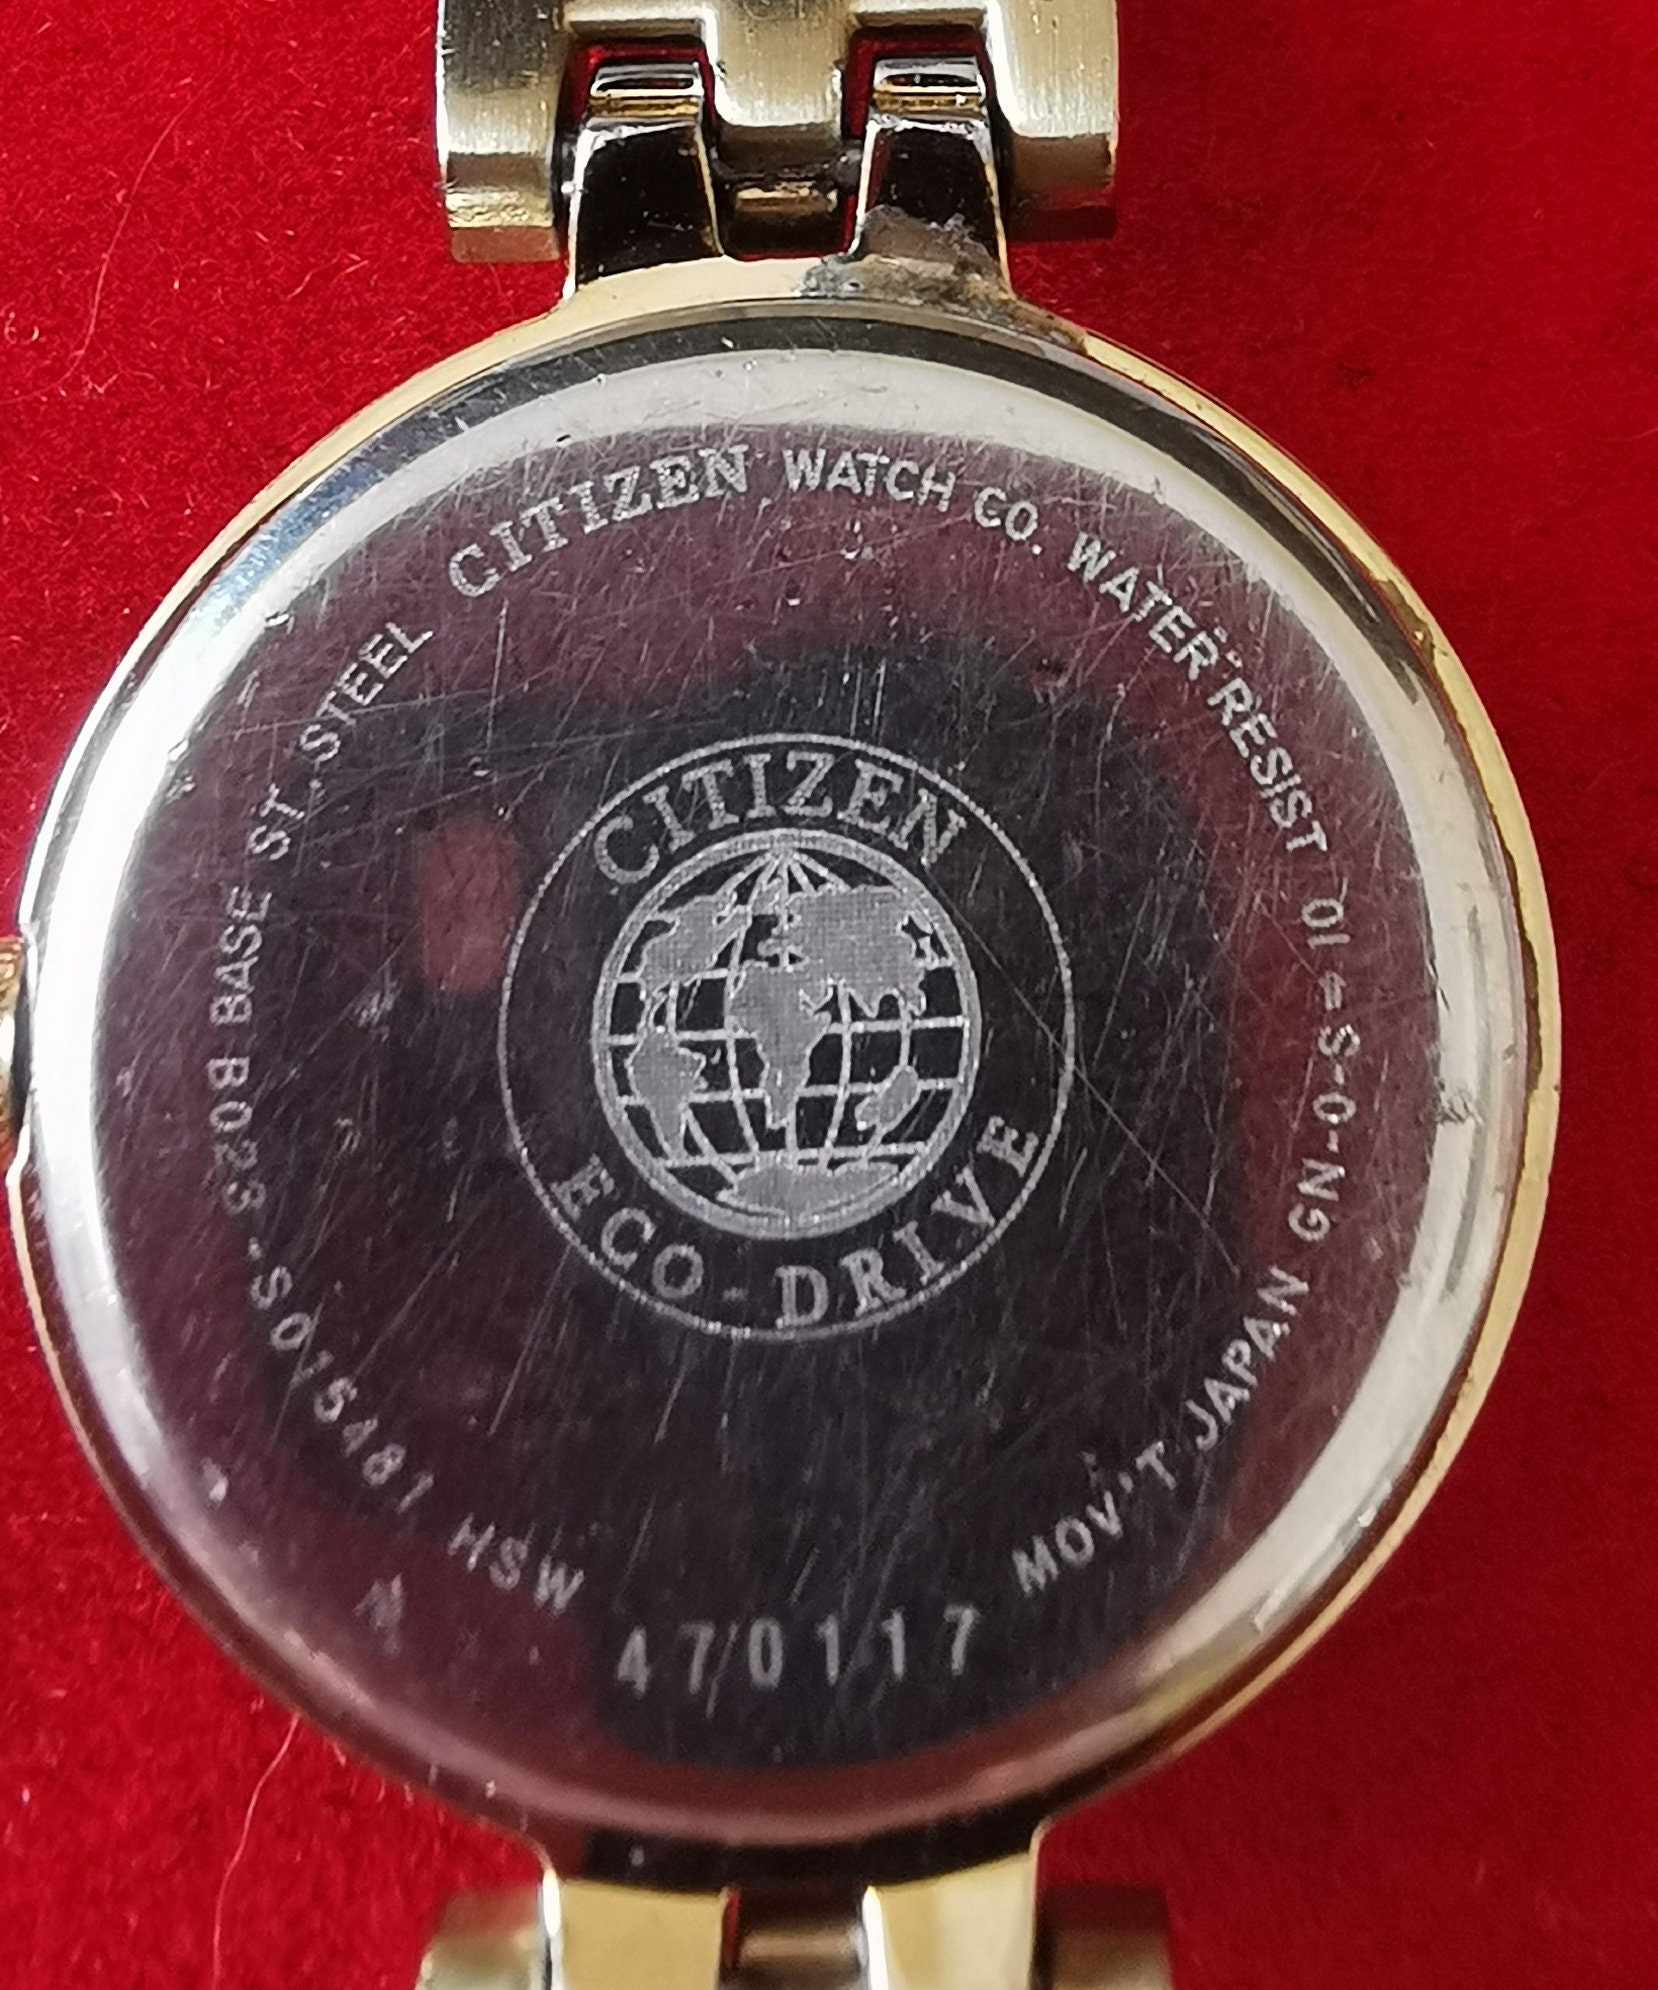 CITIZEN WATCH CO. WATER RESIST 10 ⇔ GN-0-S
MOV'T JAPAN
B023-S015481 HSW
BASE ST. STEEL
470117
CITIZEN
ECO-DRIVE